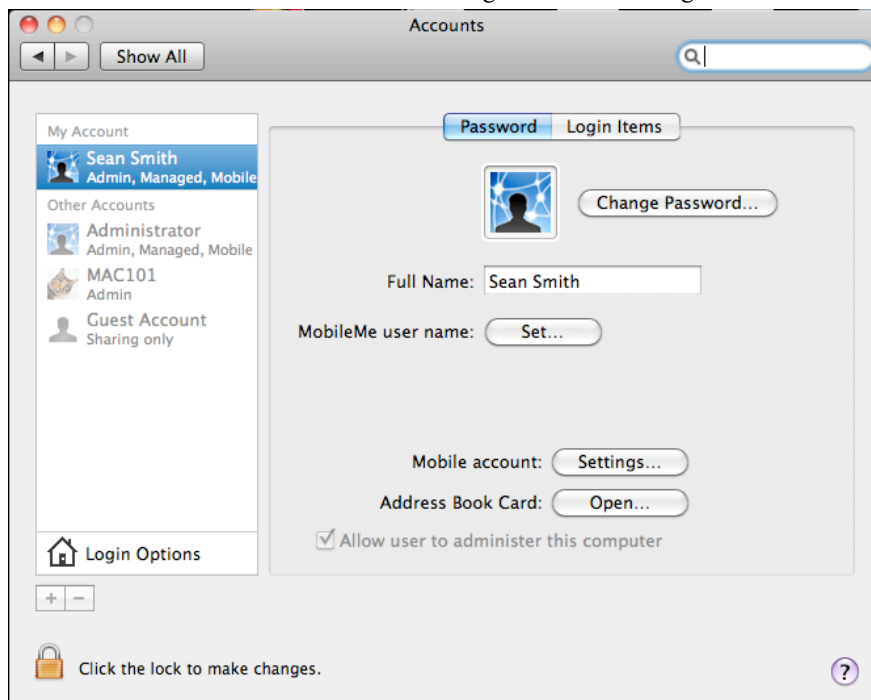 Accounts
Show All
My Account
Sean Smith
Admin, Managed, Mobile
Other Accounts
Administrator
Admin, Managed, Mobile
MAC101
Admin
Guest Account
Sharing only
Login Options
Password Login Items
Change Password...
Full Name: Sean Smith
MobileMe user name: Set...
Mobile account: Settings...
Address Book Card: Open...
Allow user to administer this computer
+ −
Click the lock to make changes.
?